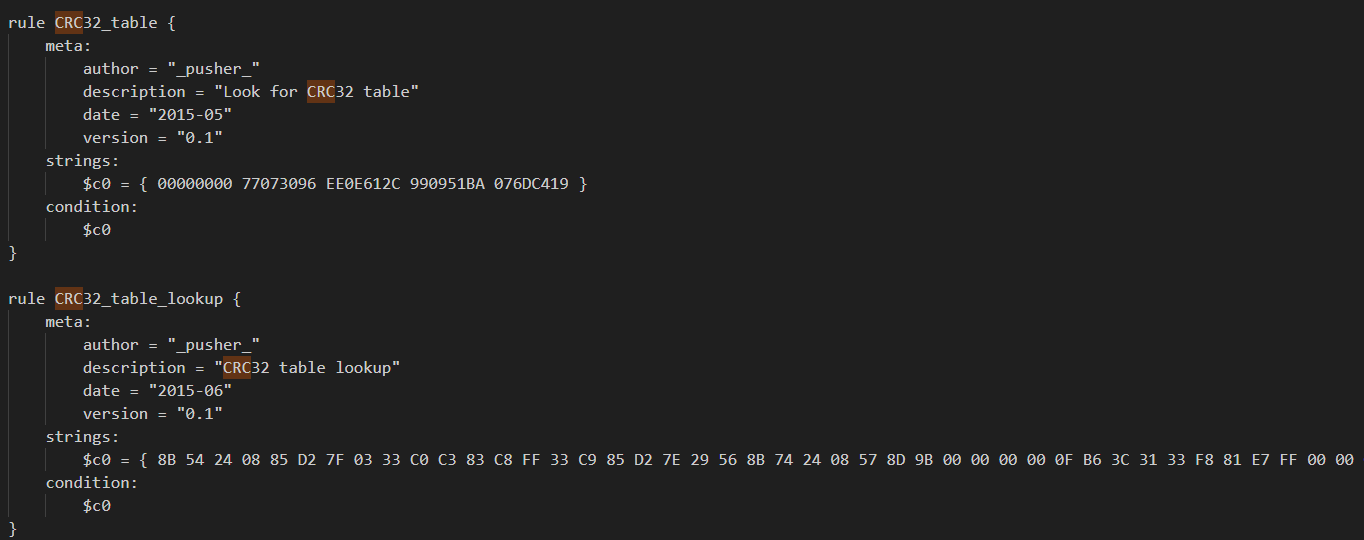 rule CRC32_table {
meta:
author = "_pusher_"
description = "Look for CRC32 table"
date = "2015-05"
version = "0.1"
strings:
$c0 = { 00000000 77073096 EE0E612C 990951BA 076DC419 }
condition:
$c0
}
rule CRC32_table_lookup {
meta:
author = "_pusher_"
description = "CRC32 table lookup"
date = "2015-06"
version = "0.1"
strings:
$c0 = { 8B 54 24 08 85 D2 7F 03 33 C0 C3 83 C8 FF 33 C9 85 D2 7E 29 56 8B 74 24 08 57 8D 9B 00 00 00 00 0F B6 3C 31 33 F8 81 E7 FF 00 00
condition:
$c0
}